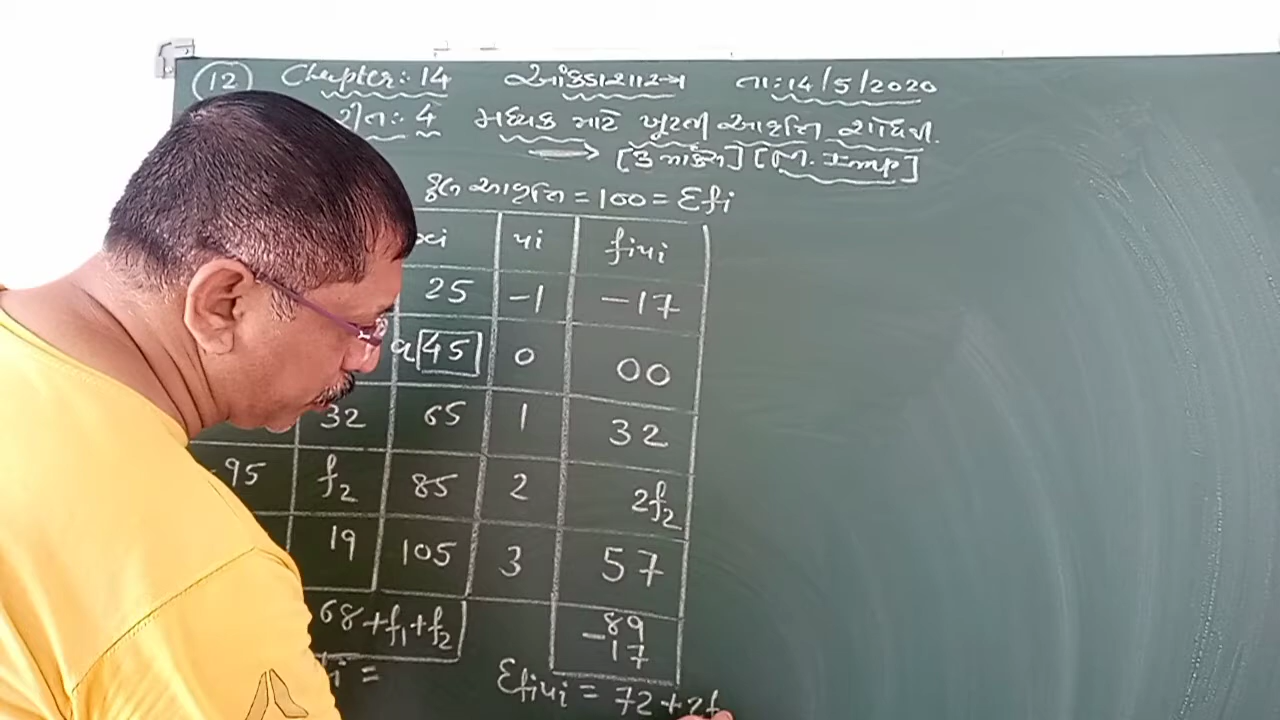 12 Chapter:- 14 આંકડાશાસ્ત્ર તા:14/5/2020
રીત:- 4 મધ્યક માટે ખૂટતી આવૃત્તિ શોધવી.
→ [3 માર્ક્સ] [M. Imp]
કુલ આવૃત્તિ = 100 = Σfi
xi ui fiui
25 -1 -17
a 45 0 00
32 65 1 32
95 f2 85 2 2f2
19 105 3 57
68+f1+f2 89
-17
= Σfiui = 72+2f